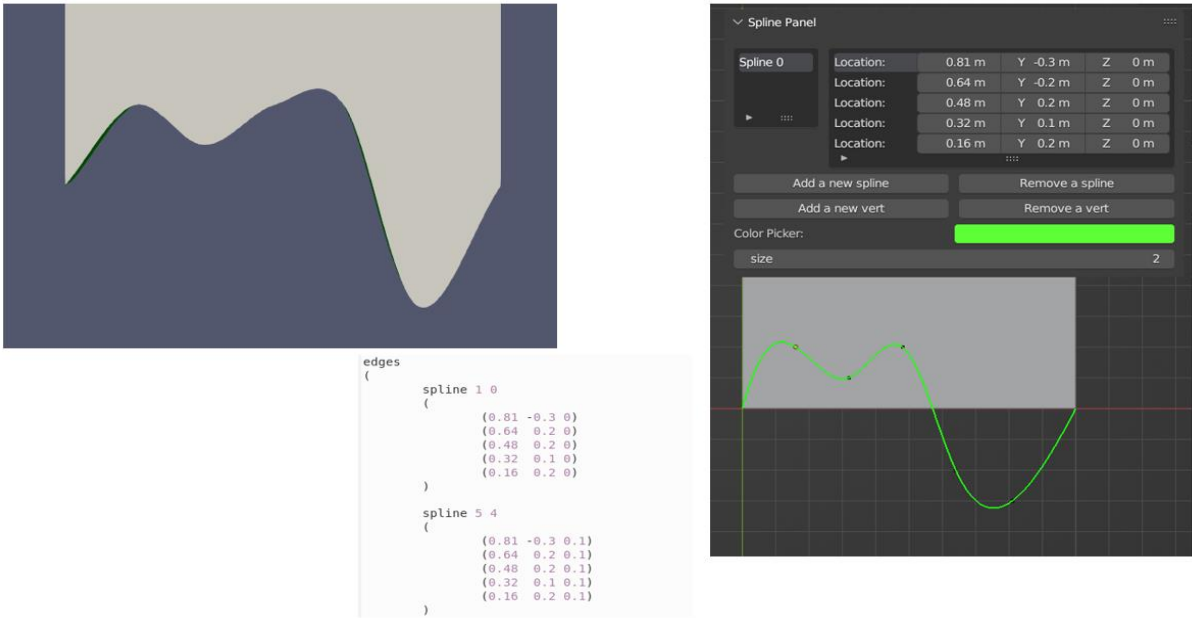 Spline Panel
Spline 0
Location: 0.81 m Y -0.3 m Z 0 m
Location: 0.64 m Y -0.2 m Z 0 m
Location: 0.48 m Y 0.2 m Z 0 m
Location: 0.32 m Y 0.1 m Z 0 m
Location: 0.16 m Y 0.2 m Z 0 m
Add a new spline Remove a spline
Add a new vert Remove a vert
Color Picker:
size 2
edges
(
spline 1 0
(
(0.81 -0.3 0)
(0.64 0.2 0)
(0.48 0.2 0)
(0.32 0.1 0)
(0.16 0.2 0)
)
spline 5 4
(
(0.81 -0.3 0.1)
(0.64 0.2 0.1)
(0.48 0.2 0.1)
(0.32 0.1 0.1)
(0.16 0.2 0.1)
)